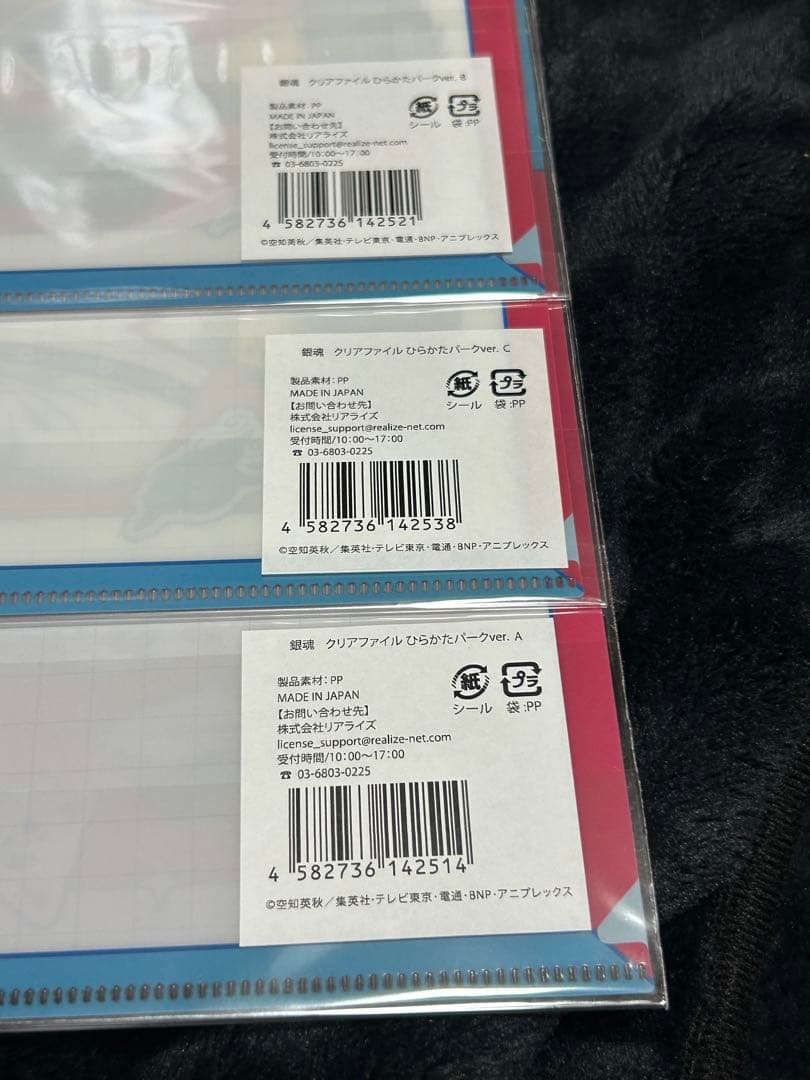 銀魂 クリアファイル ひらかたパークver. B
製品素材:PP
MADE IN JAPAN
【お問い合わせ先】
株式会社リアライズ
license_support@realize-net.com
受付時間/10:00～17:00
☎ 03-6803-0225
紙 プラ
シール 袋:PP
4 582736 142521
©空知英秋／集英社・テレビ東京・電通・BNP・アニプレックス
銀魂 クリアファイル ひらかたパークver. C
製品素材:PP
MADE IN JAPAN
【お問い合わせ先】
株式会社リアライズ
license_support@realize-net.com
受付時間/10:00～17:00
☎ 03-6803-0225
紙 プラ
シール 袋:PP
4 582736 142538
©空知英秋／集英社・テレビ東京・電通・BNP・アニプレックス
銀魂 クリアファイル ひらかたパークver. A
製品素材:PP
MADE IN JAPAN
【お問い合わせ先】
株式会社リアライズ
license_support@realize-net.com
受付時間/10:00～17:00
☎ 03-6803-0225
紙 プラ
シール 袋:PP
4 582736 142514
©空知英秋／集英社・テレビ東京・電通・BNP・アニプレックス